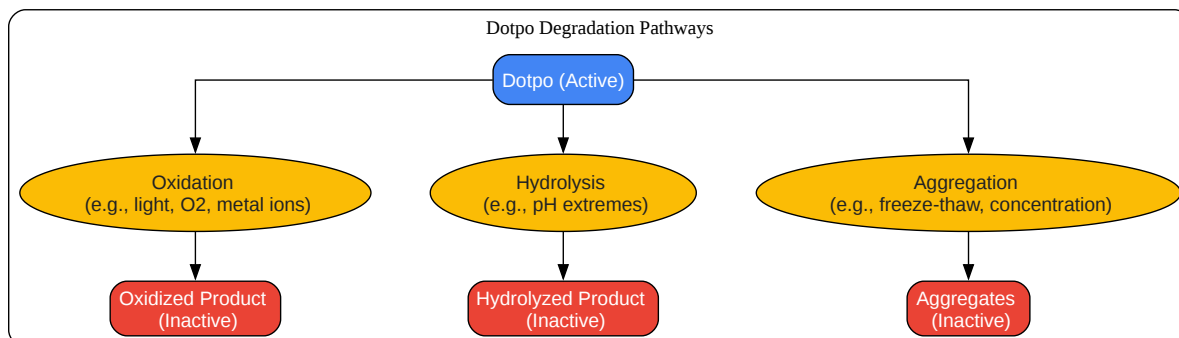 Dotpo Degradation Pathways
Dotpo (Active)
Oxidation
(e.g., light, O2, metal ions)
Hydrolysis
(e.g., pH extremes)
Aggregation
(e.g., freeze-thaw, concentration)
Oxidized Product
(Inactive)
Hydrolyzed Product
(Inactive)
Aggregates
(Inactive)